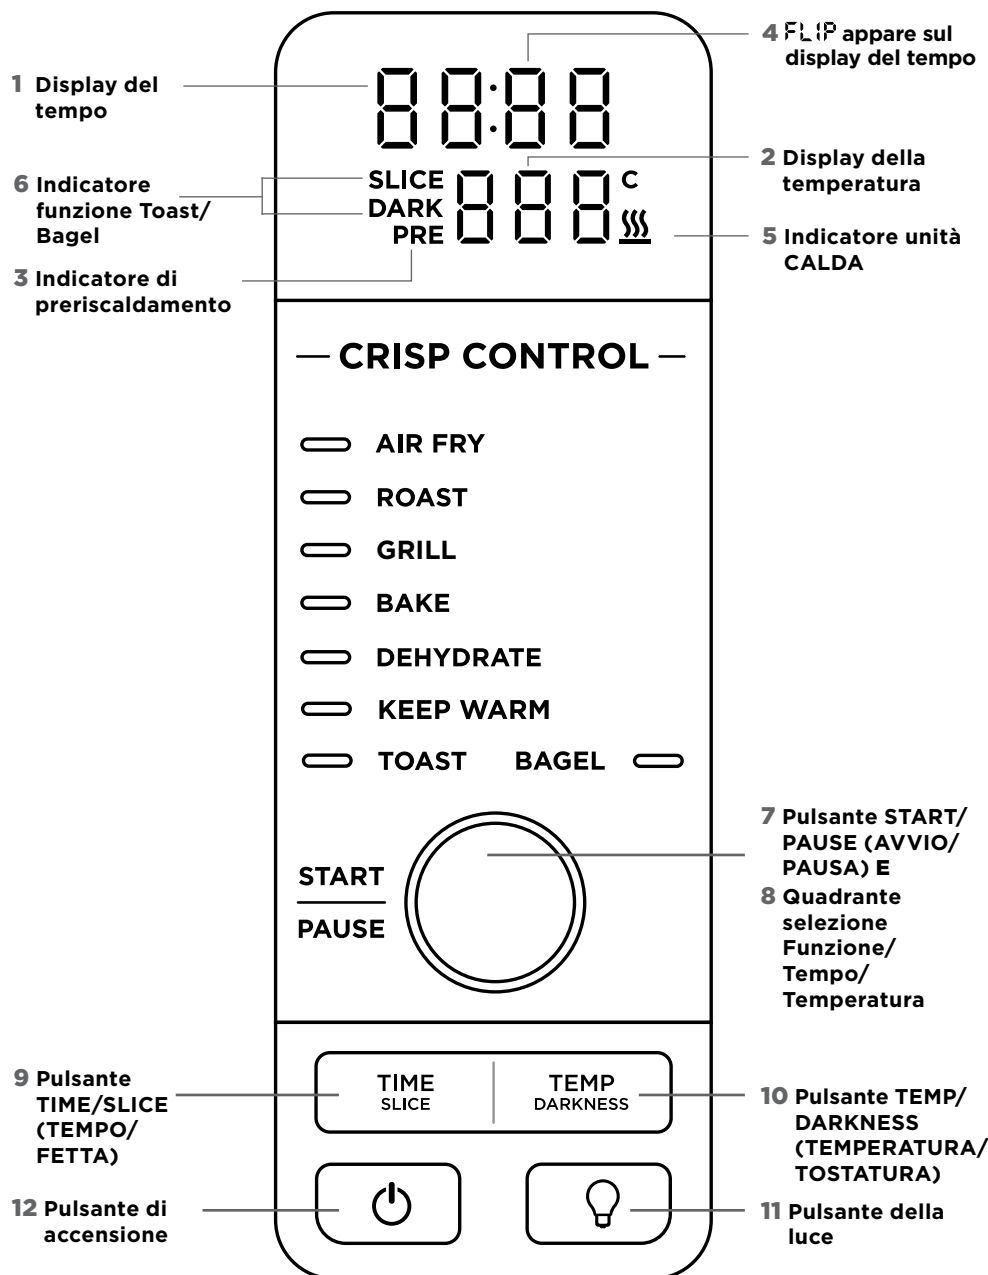 4 FLIP appare sul
display del tempo
1 Display del
tempo
88:88
2 Display della
temperatura
6 Indicatore
funzione Toast/
Bagel
SLICE
DARK
PRE
888
C
5 Indicatore unità
CALDA
3 Indicatore di
preriscaldamento
CRISP CONTROL
AIR FRY
ROAST
GRILL
BAKE
DEHYDRATE
KEEP WARM
TOAST BAGEL
START
PAUSE
7 Pulsante START/
PAUSE (AVVIO/
PAUSA) E
8 Quadrante
selezione
Funzione/
Tempo/
Temperatura
9 Pulsante
TIME/SLICE
(TEMPO/
FETTA)
TIME
SLICE
TEMP
DARKNESS
10 Pulsante TEMP/
DARKNESS
(TEMPERATURA/
TOSTATURA)
12 Pulsante di
accensione
11 Pulsante della
luce